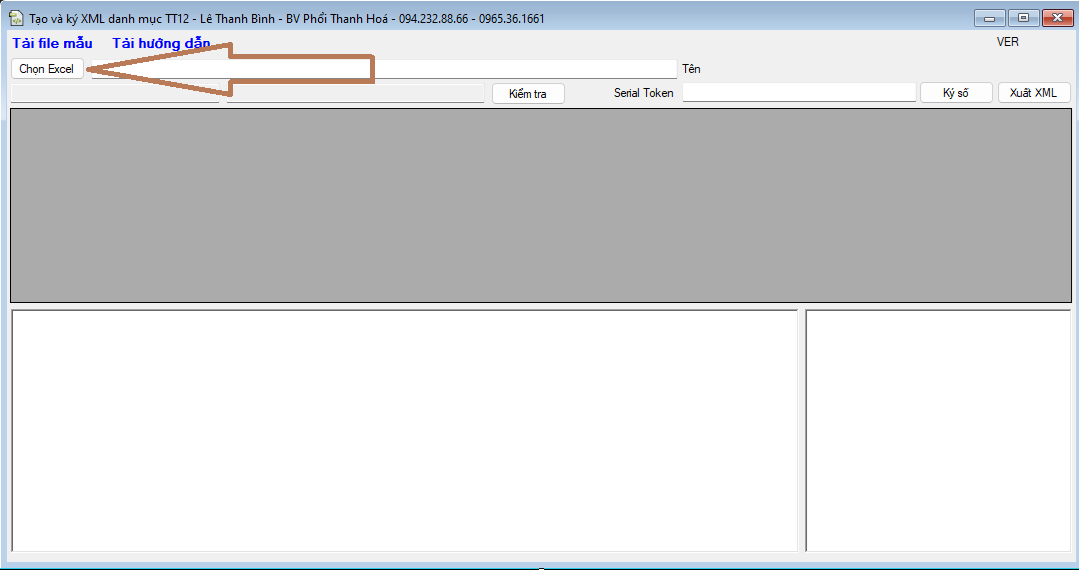 Tạo và ký XML danh mục TT12 - Lê Thanh Bình - BV Phổi Thanh Hoá - 094.232.88.66 - 0965.36.1661
Tải file mẫu Tải hướng dẫn VER
Chọn Excel Tên
Kiểm tra Serial Token Ký số Xuất XML